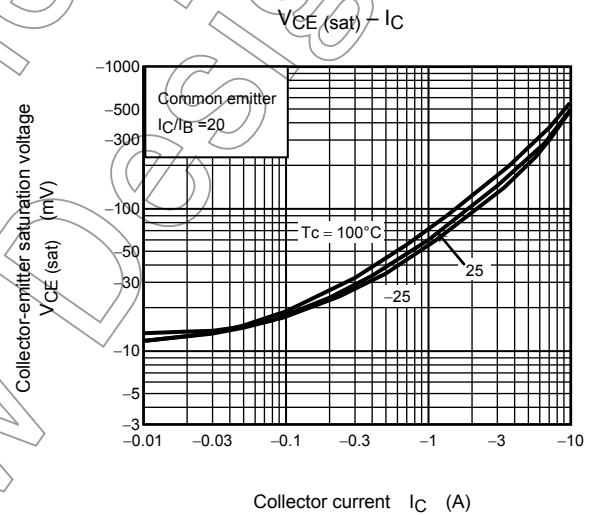 VCE (sat) – IC
Collector-emitter saturation voltage
VCE (sat) (mV)
–1000
–500
–300
–100
–50
–30
–10
–5
–3
Common emitter
IC/IB =20
Tc = 100°C
25
–25
–0.01
–0.03
–0.1
–0.3
–1
–3
–10
Collector current IC (A)